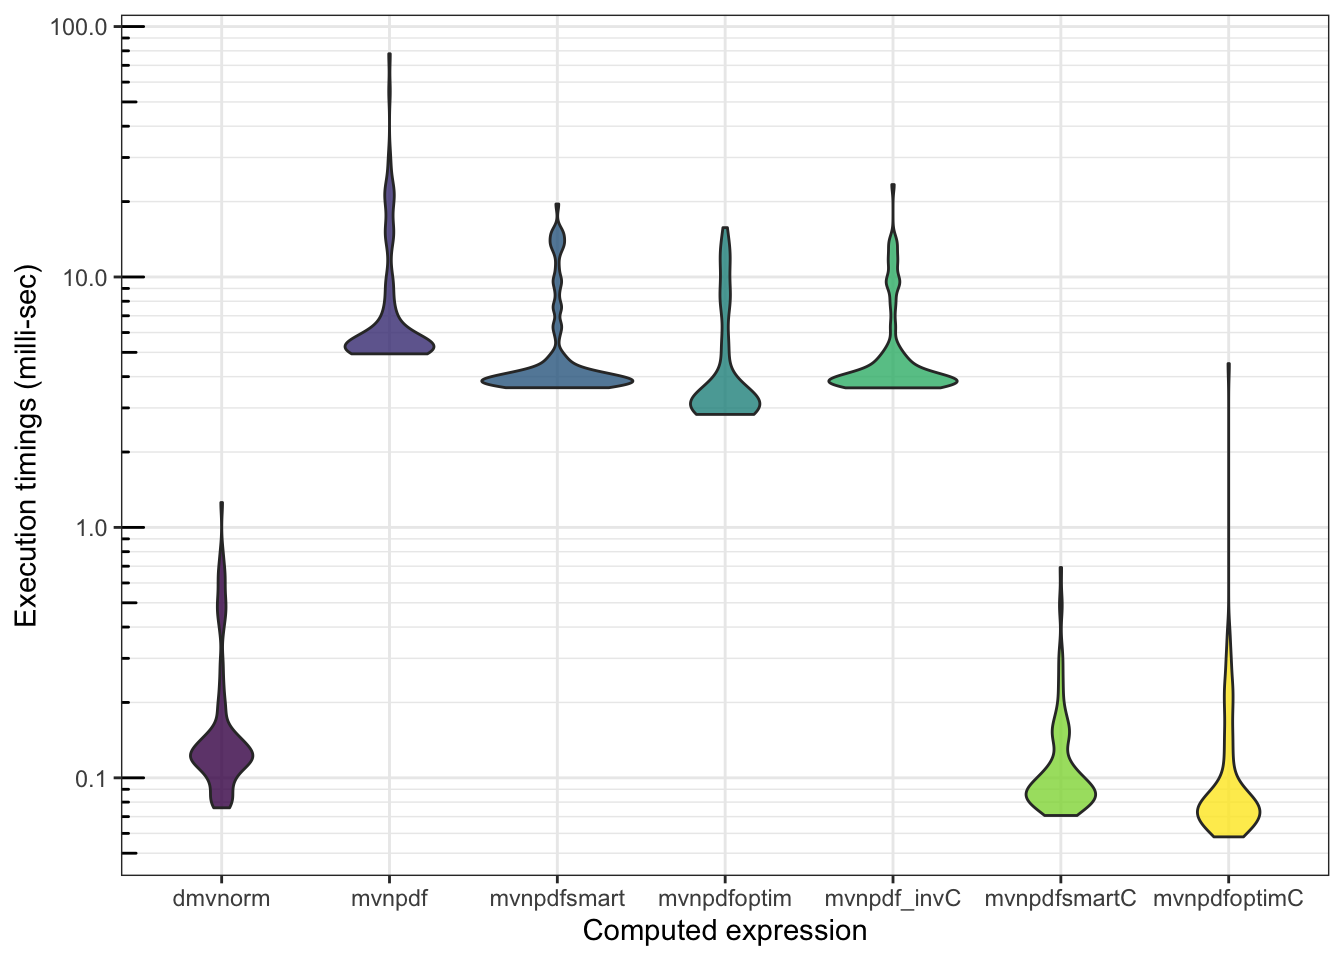 100.0
10.0
1.0
0.1
Execution timings (milli-sec)
dmvnorm mvnpdf mvnpdfsmart mvnpdfoptim mvnpdf_invC mvnpdfsmartC mvnpdfoptimC
Computed expression